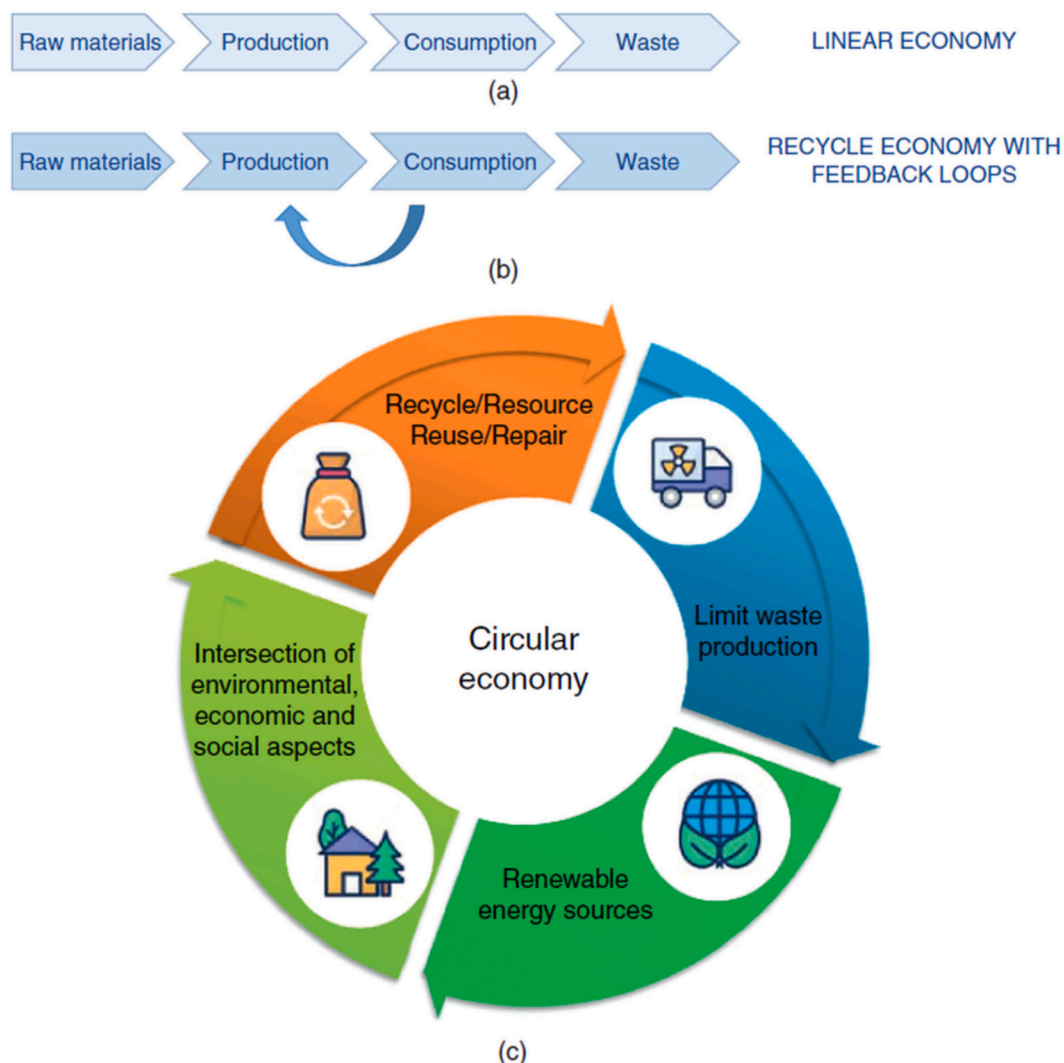 Raw materials Production Consumption Waste LINEAR ECONOMY
(a)
Raw materials Production Consumption Waste RECYCLE ECONOMY WITH
FEEDBACK LOOPS
(b)
Recycle/Resource
Reuse/Repair
Limit waste
production
Circular
economy
Intersection of
environmental,
economic and
social aspects
Renewable
energy sources
(c)